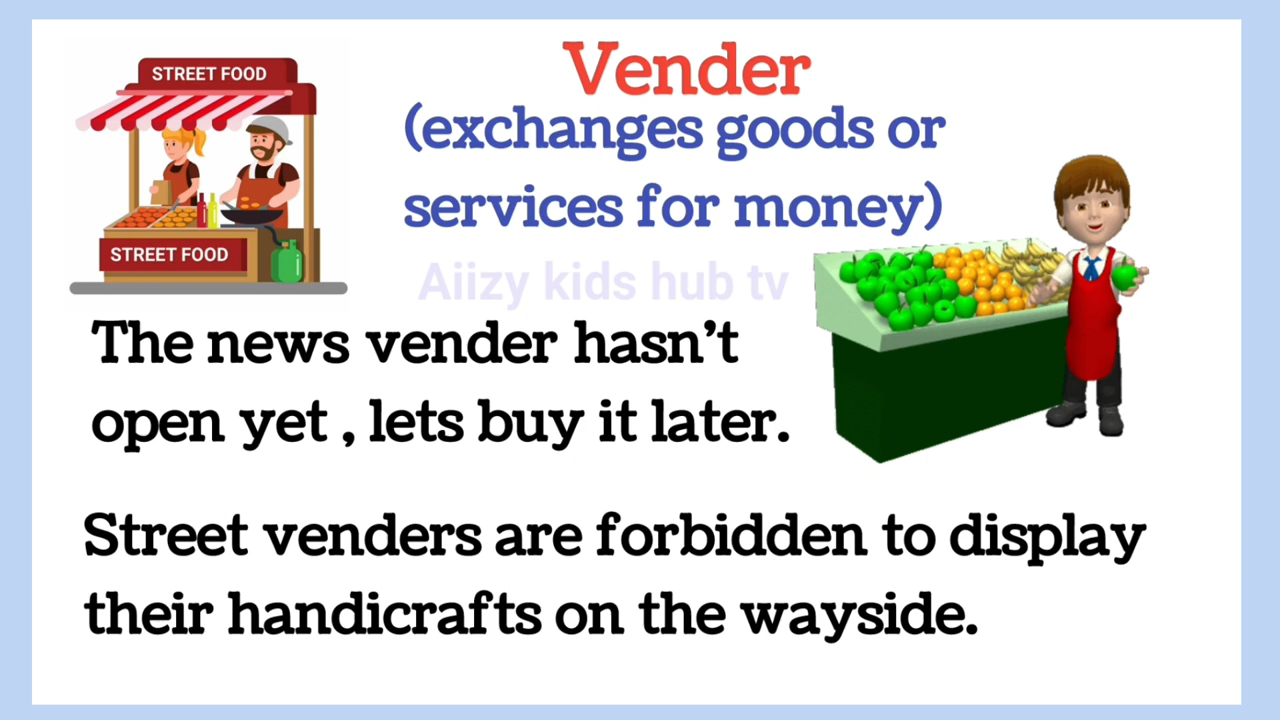 STREET FOOD
STREET FOOD
Vender
(exchanges goods or
services for money)
Aiizy kids hub tv
The news vender hasn't
open yet , lets buy it later.
Street venders are forbidden to display
their handicrafts on the wayside.